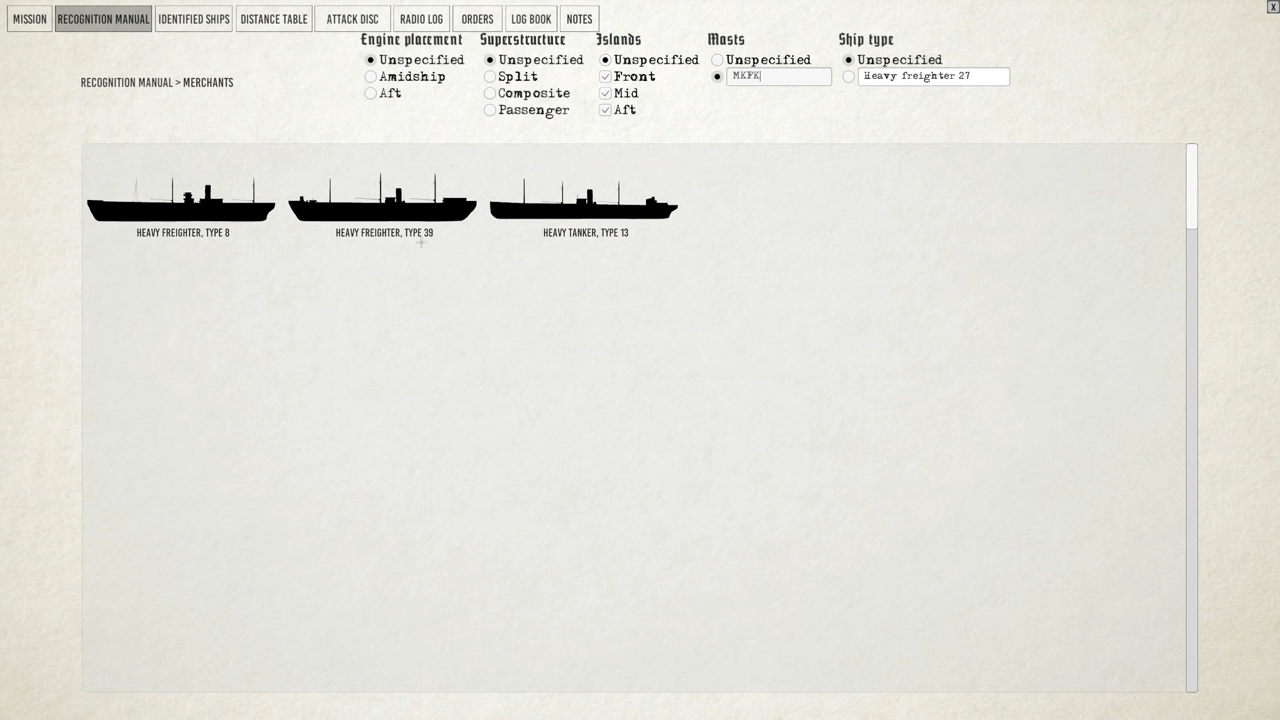 MISSION RECOGNITION MANUAL IDENTIFIED SHIPS DISTANCE TABLE ATTACK DISC RADIO LOG ORDERS LOG BOOK NOTES X
Engine placement Superstructure Islands Masts Ship type
Unspecified Unspecified Unspecified Unspecified Unspecified
Amidship Split Front MKFK Heavy freighter 27
RECOGNITION MANUAL > MERCHANTS
Aft Composite Mid
Passenger Aft
HEAVY FREIGHTER, TYPE 8 HEAVY FREIGHTER, TYPE 39 HEAVY TANKER, TYPE 13